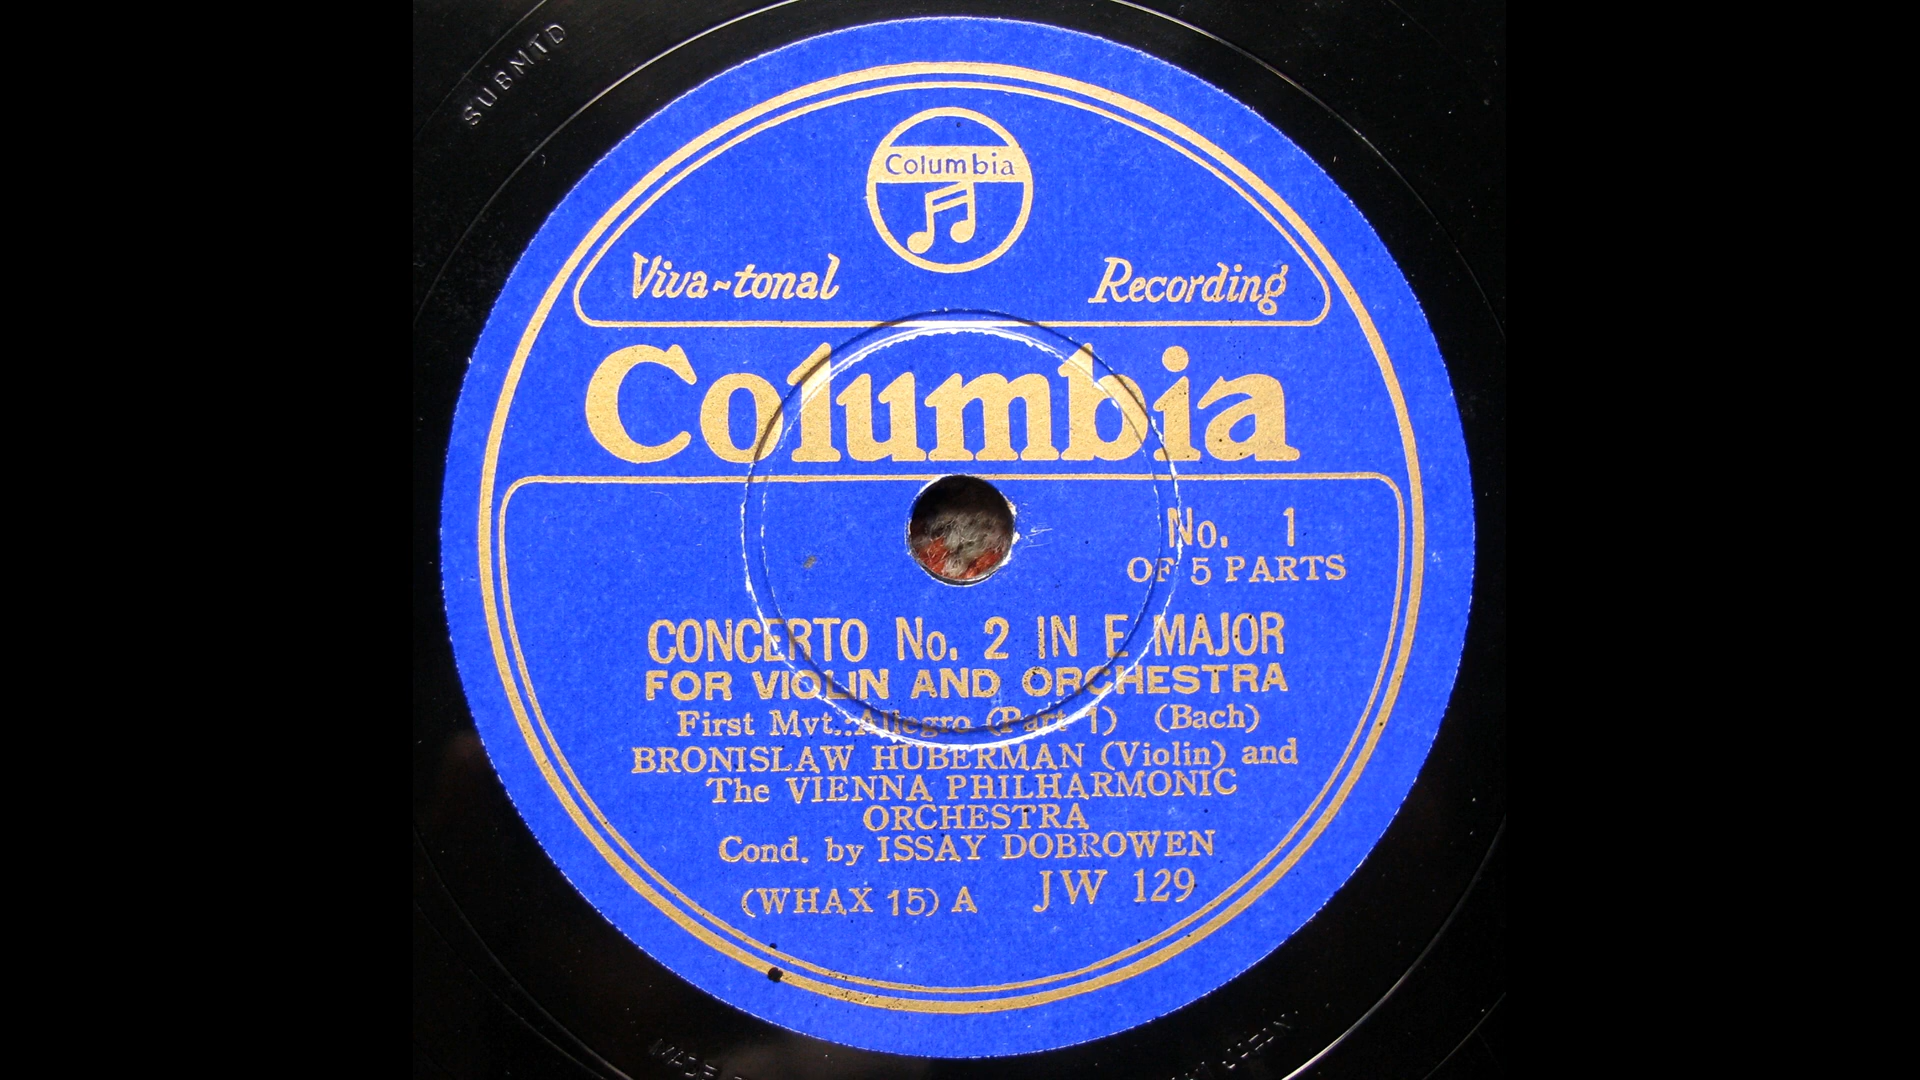 SUBMTD
Columbia
Viva-tonal Recording
Columbia
No. 1
OF 5 PARTS
CONCERTO No. 2 IN E MAJOR
FOR VIOLIN AND ORCHESTRA
First Mvt.: Allegro (Part 1) (Bach)
BRONISLAW HUBERMAN (Violin) and
The VIENNA PHILHARMONIC
ORCHESTRA
Cond. by ISSAY DOBROWEN
(WHAX 15) A JW 129
MADE